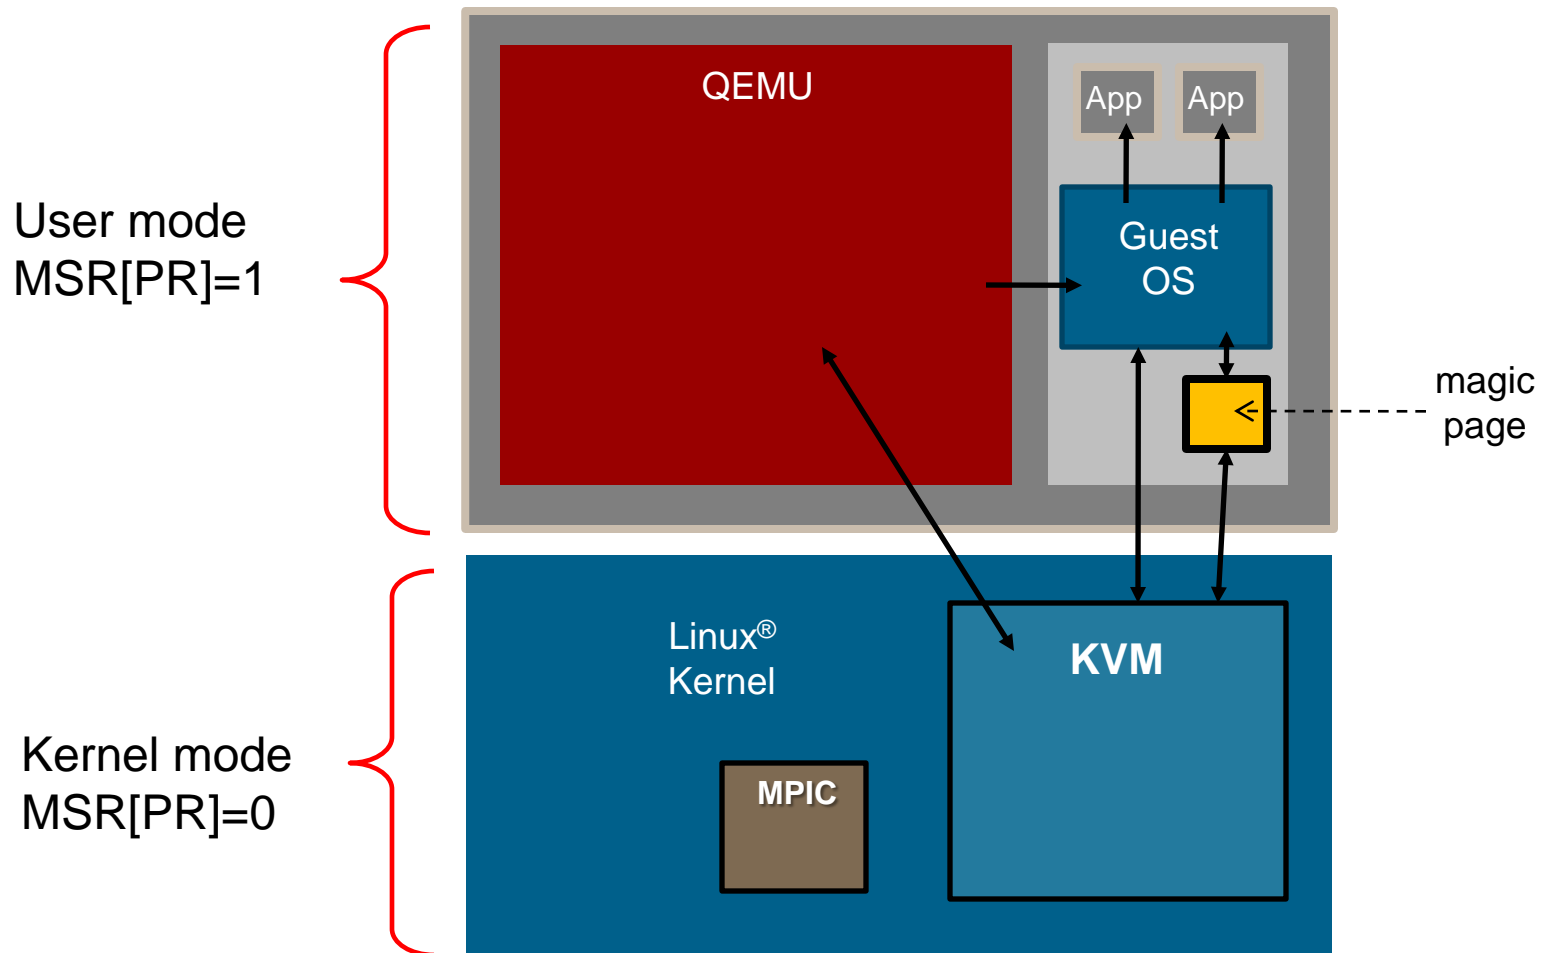 QEMU
App
App
User mode
MSR[PR]=1
Guest
OS
magic
page
Linux®
Kernel
KVM
Kernel mode
MSR[PR]=0
MPIC